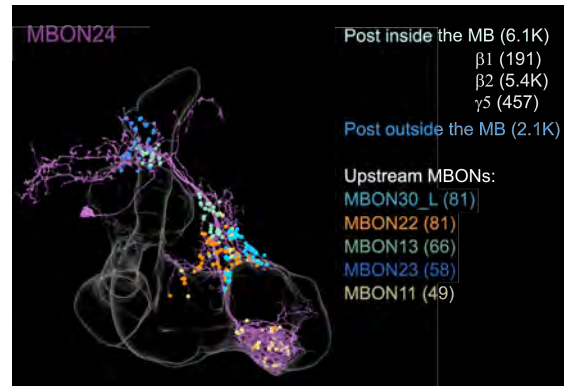 MBON24
Post inside the MB (6.1K)
β1 (191)
β2 (5.4K)
γ5 (457)
Post outside the MB (2.1K)
Upstream MBONs:
MBON30_L (81)
MBON22 (81)
MBON13 (66)
MBON23 (58)
MBON11 (49)